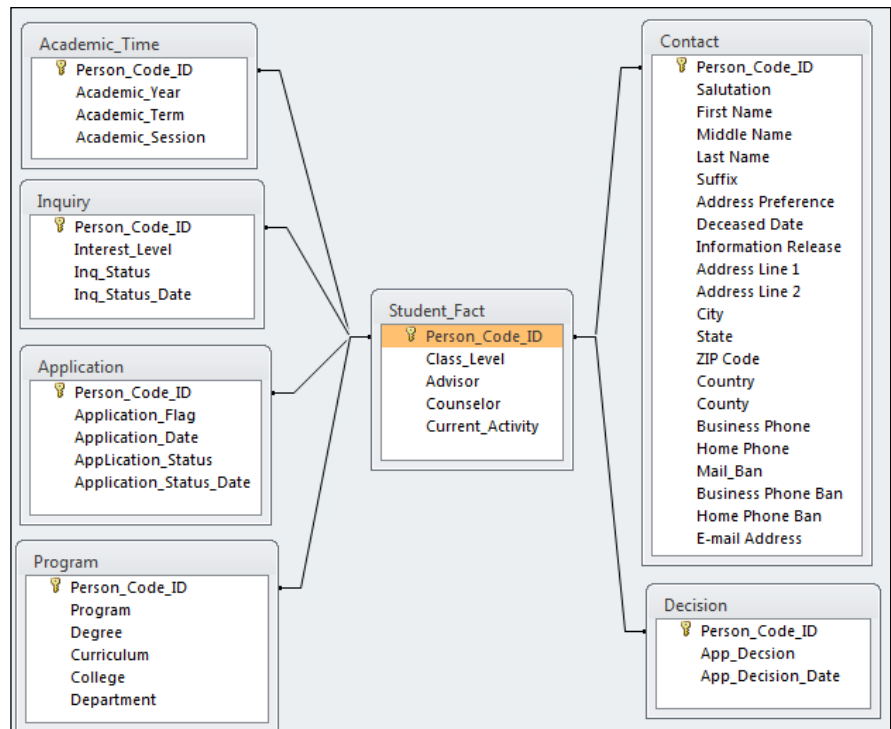 Academic_Time
Person_Code_ID
Academic_Year
Academic_Term
Academic_Session
Inquiry
Person_Code_ID
Interest_Level
Inq_Status
Inq_Status_Date
Application
Person_Code_ID
Application_Flag
Application_Date
AppLication_Status
Application_Status_Date
Program
Person_Code_ID
Program
Degree
Curriculum
College
Department
Student_Fact
Person_Code_ID
Class_Level
Advisor
Counselor
Current_Activity
Contact
Person_Code_ID
Salutation
First Name
Middle Name
Last Name
Suffix
Address Preference
Deceased Date
Information Release
Address Line 1
Address Line 2
City
State
ZIP Code
Country
County
Business Phone
Home Phone
Mail_Ban
Business Phone Ban
Home Phone Ban
E-mail Address
Decision
Person_Code_ID
App_Decsion
App_Decision_Date